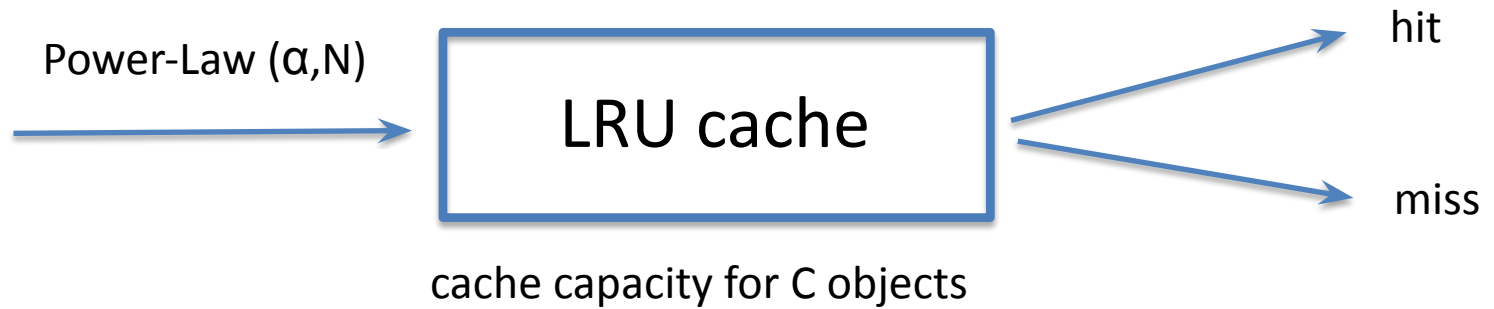 Power-Law (α,N)
LRU cache
hit
miss
cache capacity for C objects